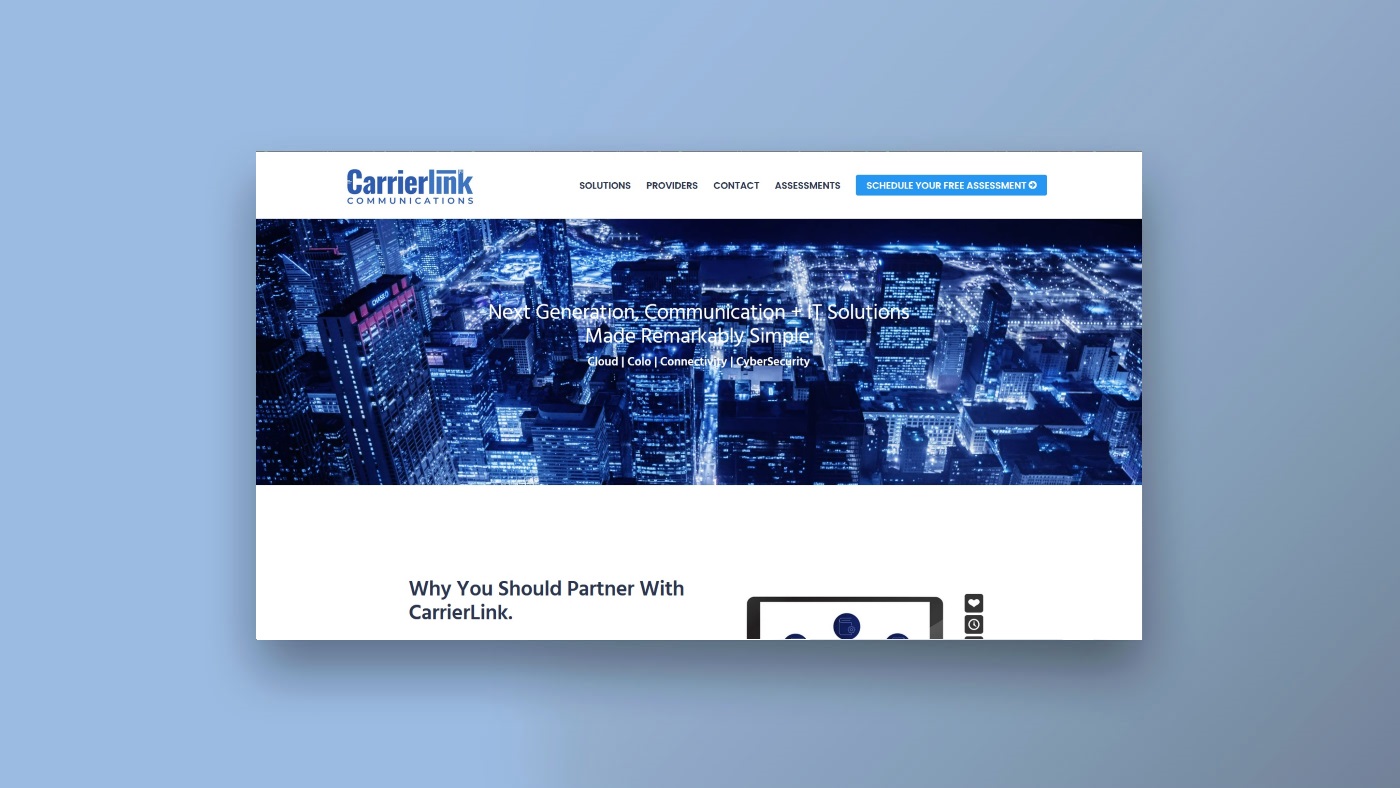 Carrierlink
COMMUNICATIONS
SOLUTIONS PROVIDERS CONTACT ASSESSMENTS SCHEDULE YOUR FREE ASSESSMENT
Next Generation, Communication + IT Solutions
Made Remarkably Simple.
Cloud | Colo | Connectivity | CyberSecurity
Why You Should Partner With
CarrierLink.